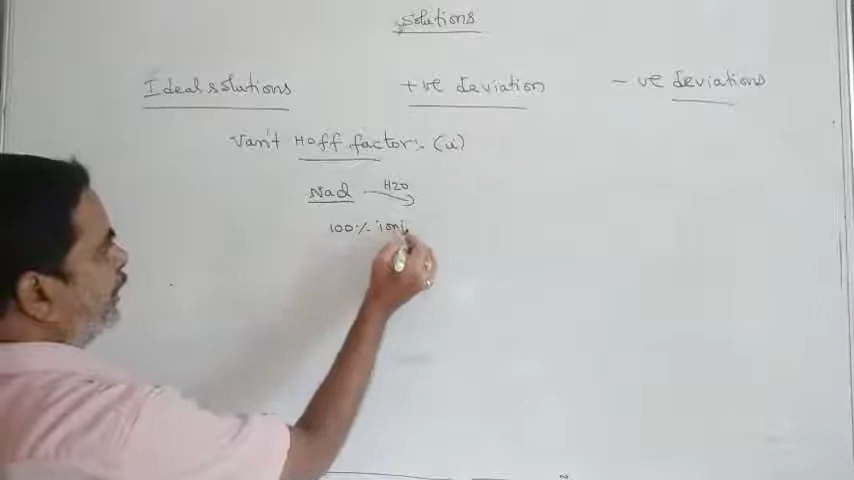 Solutions
Ideal solutions +ve deviation - ve deviations
Van't Hoff factor:- (i)
NaCl H2O →
100% ioni